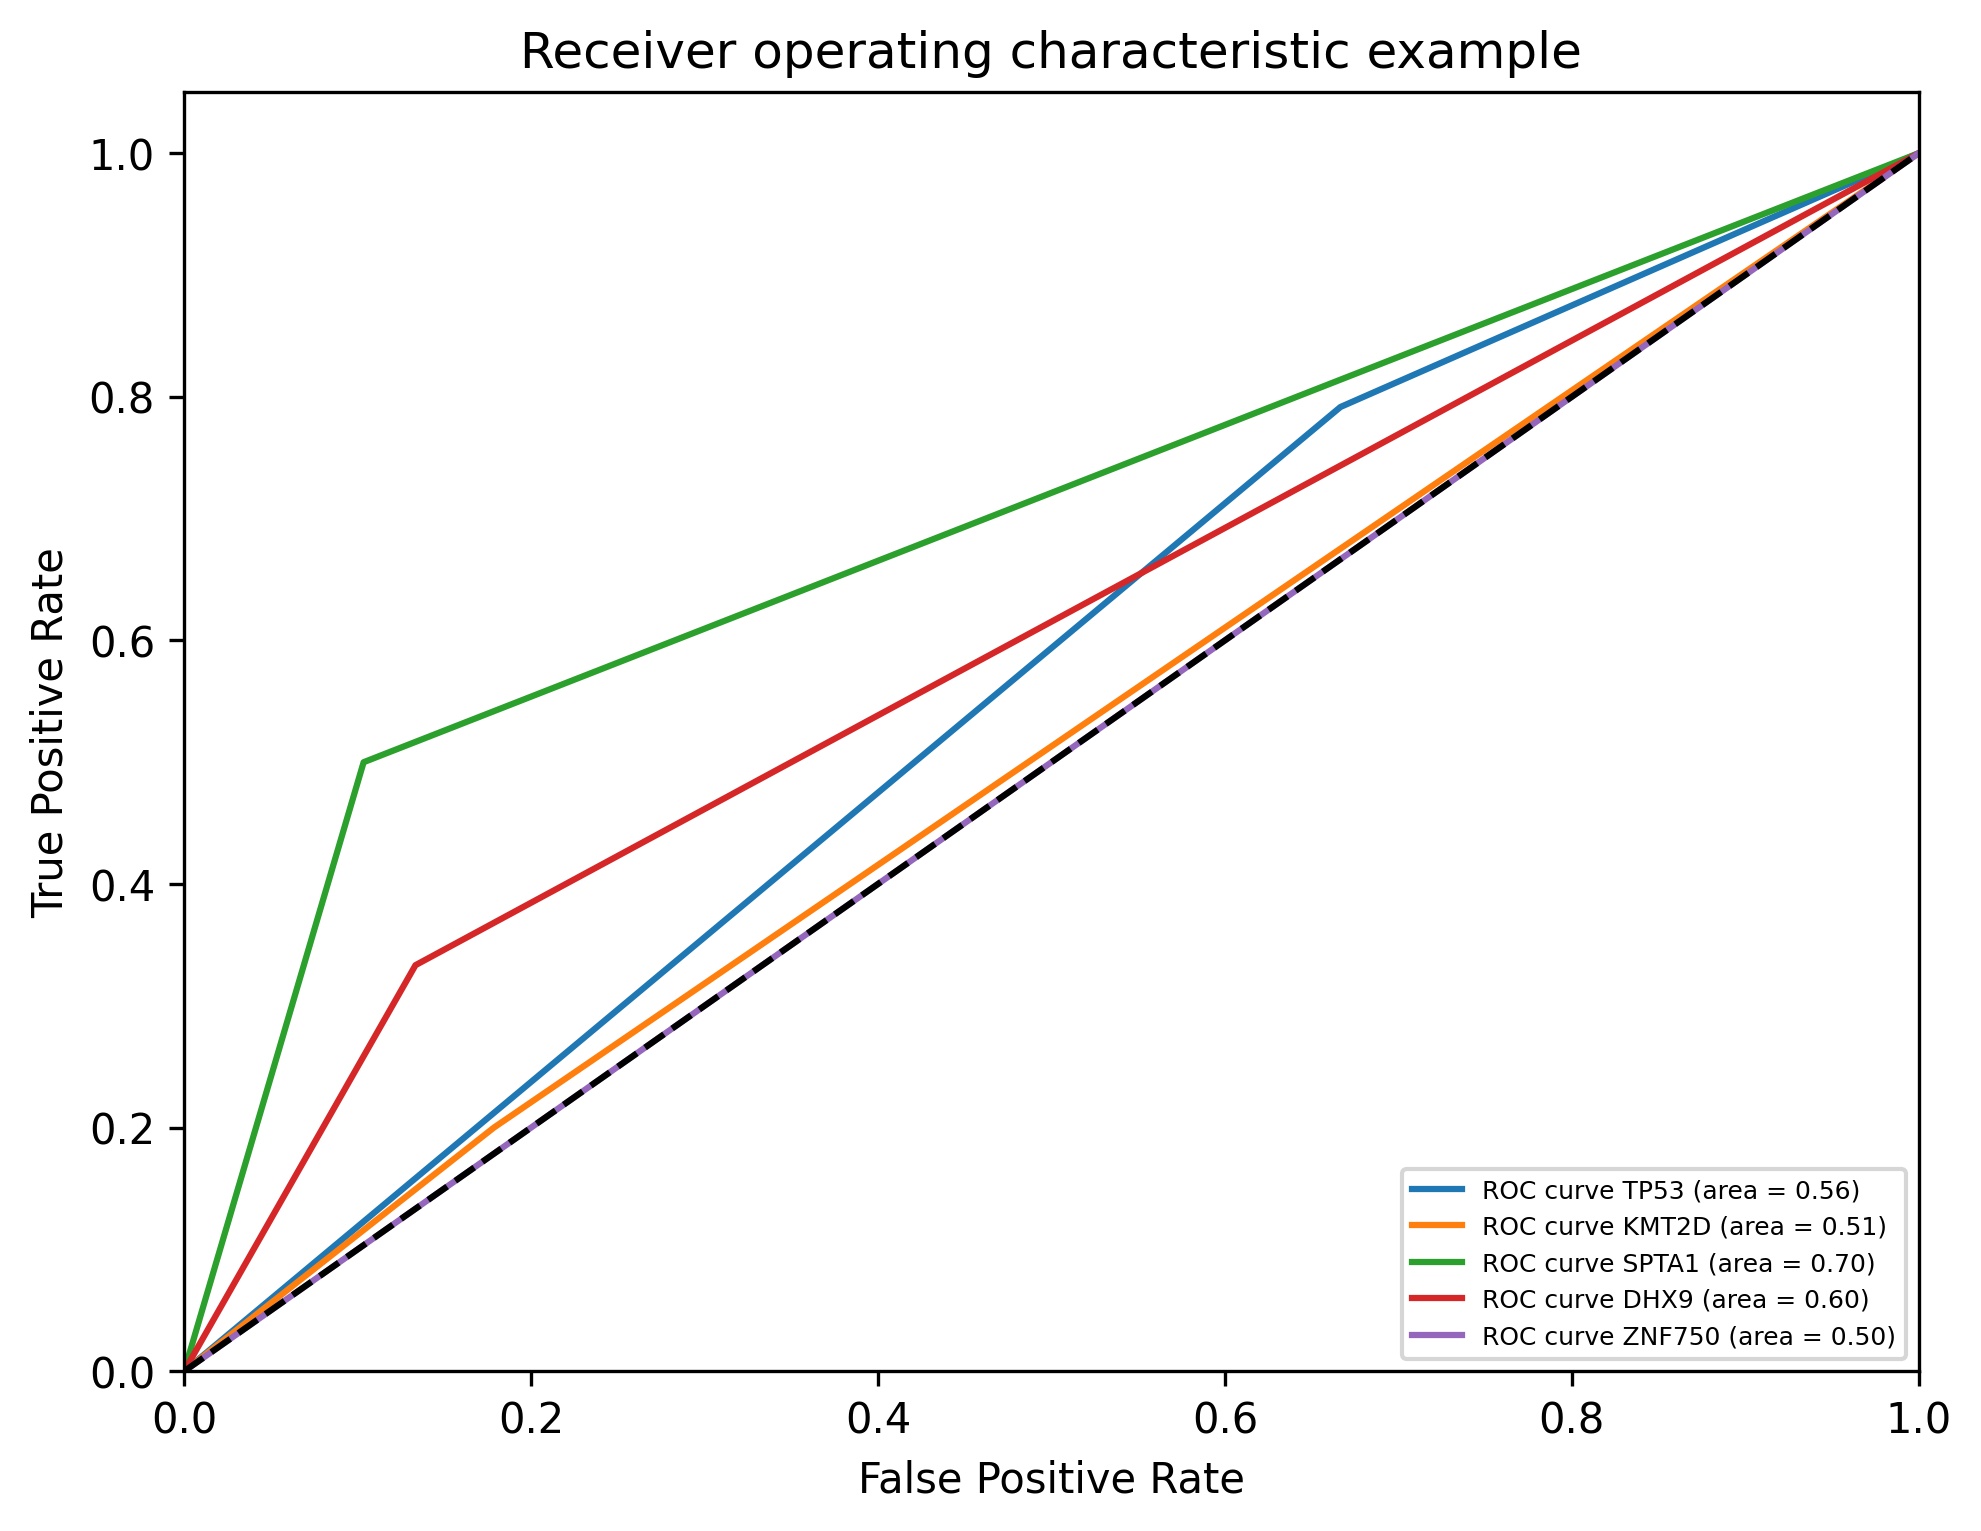 Receiver operating characteristic example
1.0
0.8
0.6
0.4
0.2
0.0
True Positive Rate
ROC curve TP53 (area = 0.56)
ROC curve KMT2D (area = 0.51)
ROC curve SPTA1 (area = 0.70)
ROC curve DHX9 (area = 0.60)
ROC curve ZNF750 (area = 0.50)
0.0 0.2 0.4 0.6 0.8 1.0
False Positive Rate